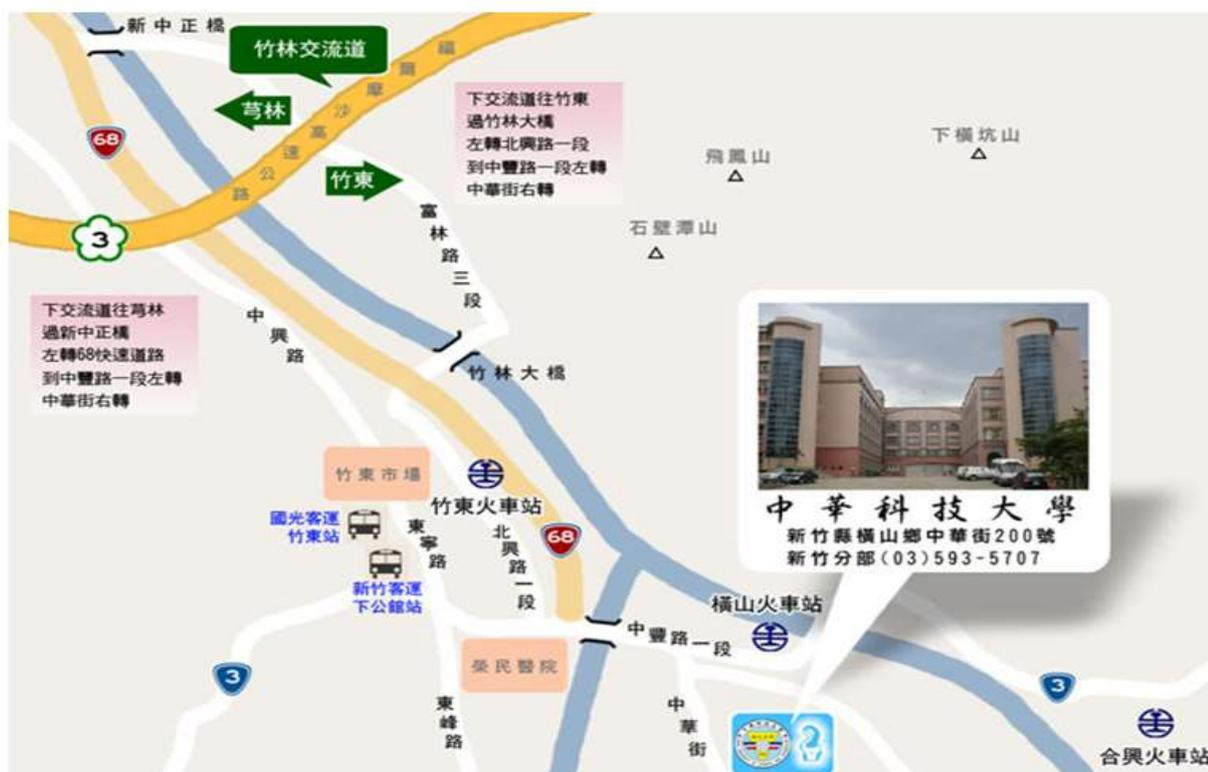 新中正橋
竹林交流道
福爾摩沙高速公路
芎林
68
竹東
下交流道往竹東
過竹林大橋
左轉北興路一段
到中豐路一段左轉
中華街右轉
飛鳳山
下橫坑山
石壁潭山
3
富林路三段
下交流道往芎林
過新中正橋
左轉68快速道路
到中豐路一段左轉
中華街右轉
中興路
竹林大橋
竹東市場
竹東火車站
國光客運
竹東站
東寧路
北興路一段
68
新竹客運
下公館站
中華科技大學
新竹縣橫山鄉中華街200號
新竹分部(03)593-5707
橫山火車站
中豐路一段
榮民醫院
3
東峰路
中華街
3
合興火車站